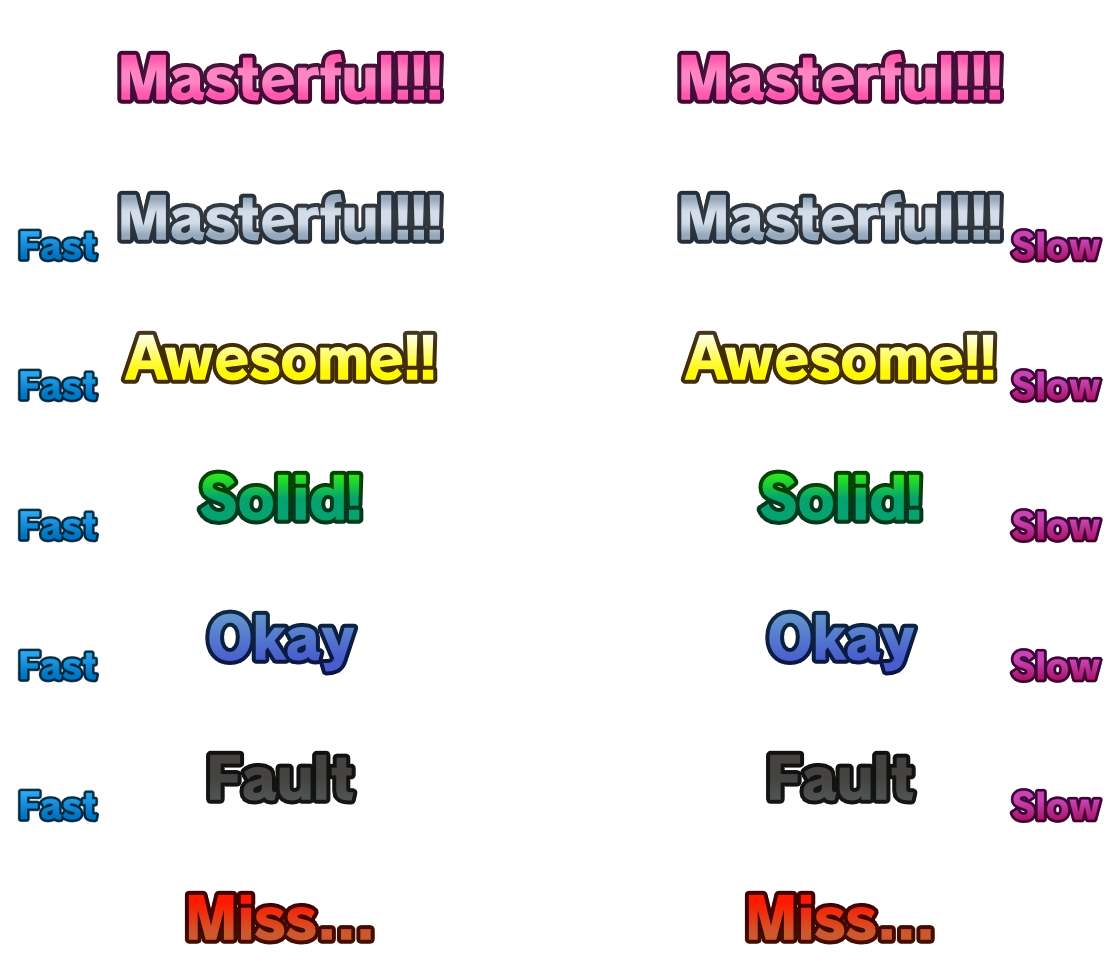 Masterful!!! Masterful!!!
Fast Masterful!!! Masterful!!! Slow
Fast Awesome!! Awesome!! Slow
Fast Solid! Solid! Slow
Fast Okay Okay Slow
Fast Fault Fault Slow
Miss... Miss...